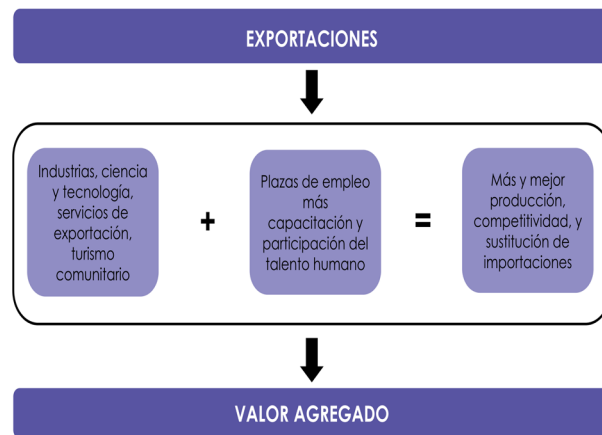 EXPORTACIONES
Industrias, ciencia
y tecnología,
servicios de
exportación,
turismo
comunitario
+
Plazas de empleo
más
capacitación y
participación del
talento humano
=
Más y mejor
producción,
competitividad, y
sustitución de
importaciones
VALOR AGREGADO